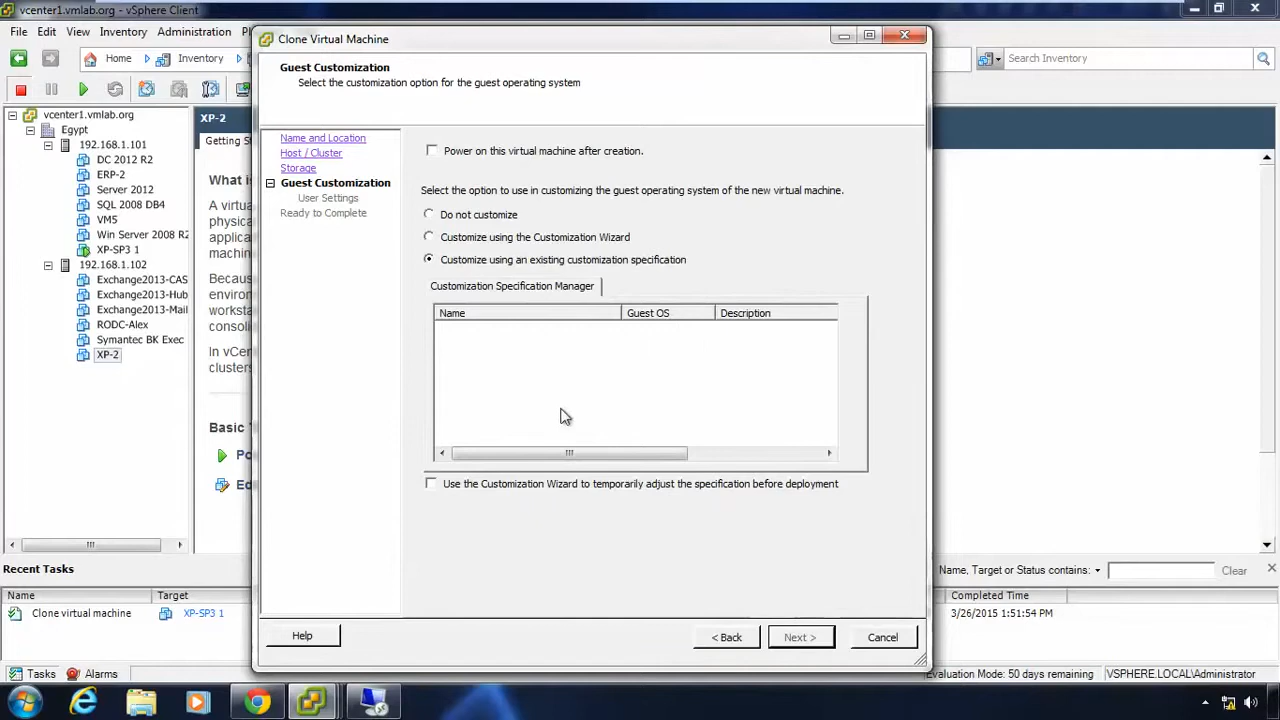 vcenter1.vmlab.org - vSphere Client
File Edit View Inventory Administration
Home Inventory
Search Inventory
vcenter1.vmlab.org
Egypt
192.168.1.101
DC 2012 R2
ERP-2
Server 2012
SQL 2008 DB4
VM5
Win Server 2008 R2
XP-SP3 1
192.168.1.102
Exchange2013-CAS
Exchange2013-Hub
Exchange2013-Mail
RODC-Alex
Symantec BK Exec
XP-2
XP-2
Getting
What is
A virtua
physica
applica
machin
Becaus
environ
worksta
consoli
In vCen
clusters
Basic T
Clone Virtual Machine
Guest Customization
Select the customization option for the guest operating system
Name and Location
Host / Cluster
Storage
Guest Customization
User Settings
Ready to Complete
Power on this virtual machine after creation.
Select the option to use in customizing the guest operating system of the new virtual machine.
Do not customize
Customize using the Customization Wizard
Customize using an existing customization specification
Customization Specification Manager
Name Guest OS Description
Use the Customization Wizard to temporarily adjust the specification before deployment
Help < Back Next > Cancel
Recent Tasks
Name, Target or Status contains: Clear
Name Target Completed Time
Clone virtual machine XP-SP3 1 3/26/2015 1:51:54 PM
Tasks Alarms
Evaluation Mode: 50 days remaining VSPHERE.LOCAL\Administrator